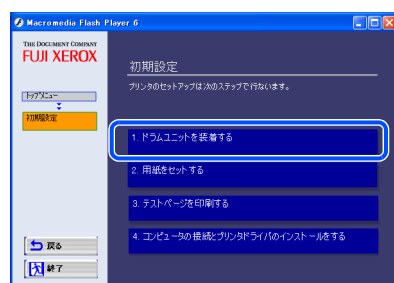 Macromedia Flash Player 6
THE DOCUMENT COMPANY
FUJI XEROX
トップメニュー
初期設定
初期設定
プリンタのセットアップは次のステップで行ないます。
1. ドラムユニットを装着する
2. 用紙をセットする
3. テストページを印刷する
4. コンピュータの接続とプリンタドライバのインストールをする
戻る
終了